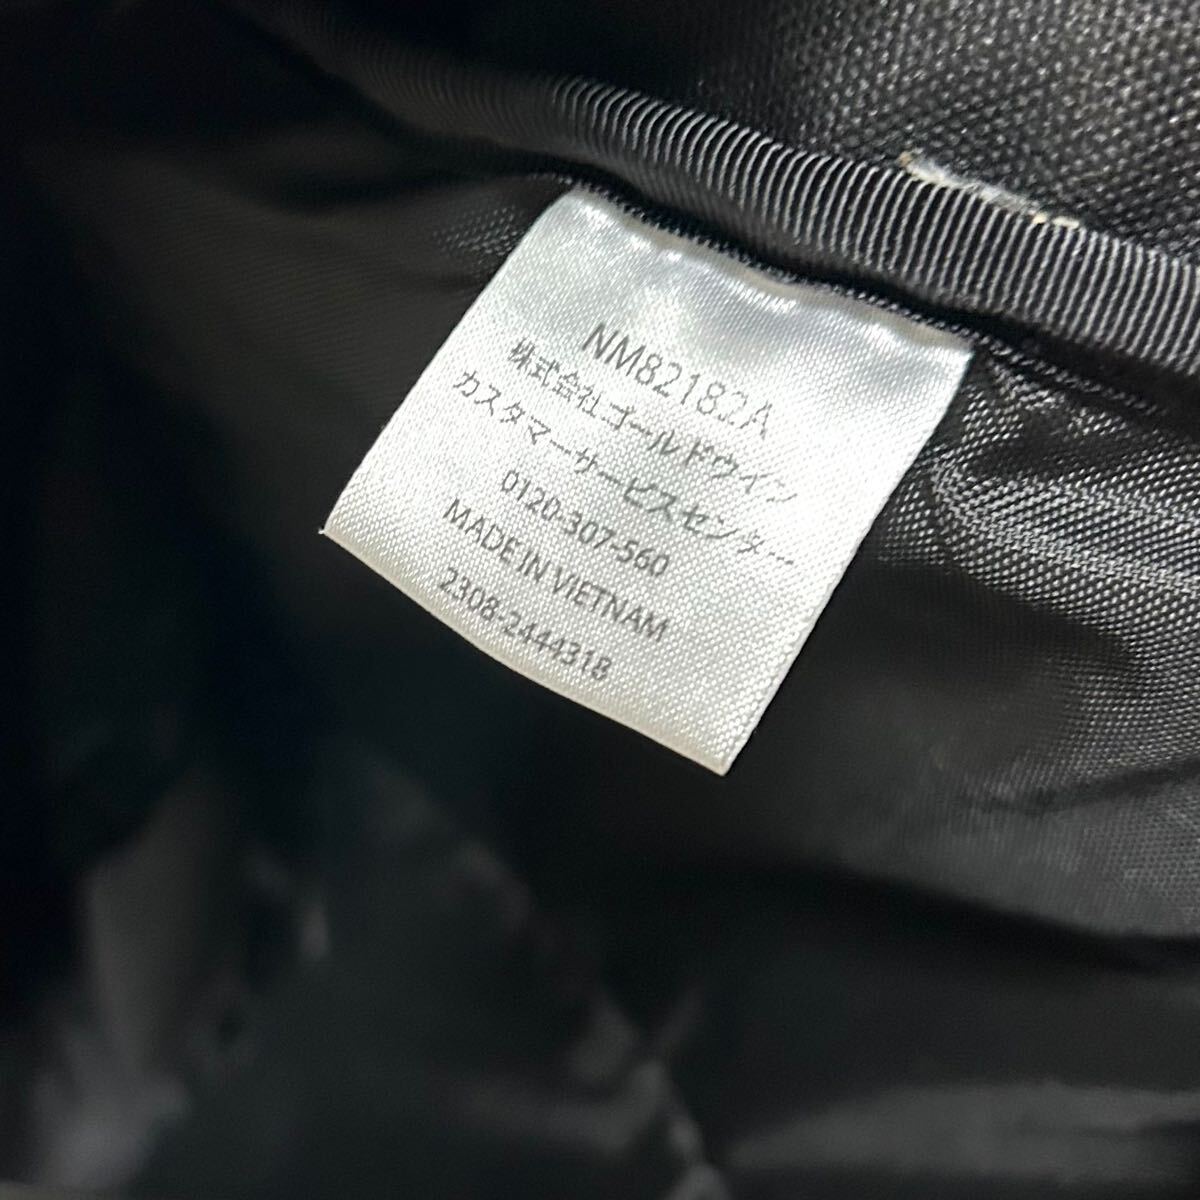 NM82182A
株式会社ゴールドウイン
カスタマーサービスセンター
0120-307-560
MADE IN VIETNAM
2308-2444318